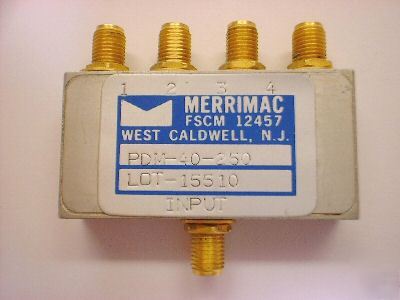 1 2 3 4
MERRIMAC
FSCM 12457
WEST CALDWELL, N.J.
PDM-40-250
LOT-15510
INPUT